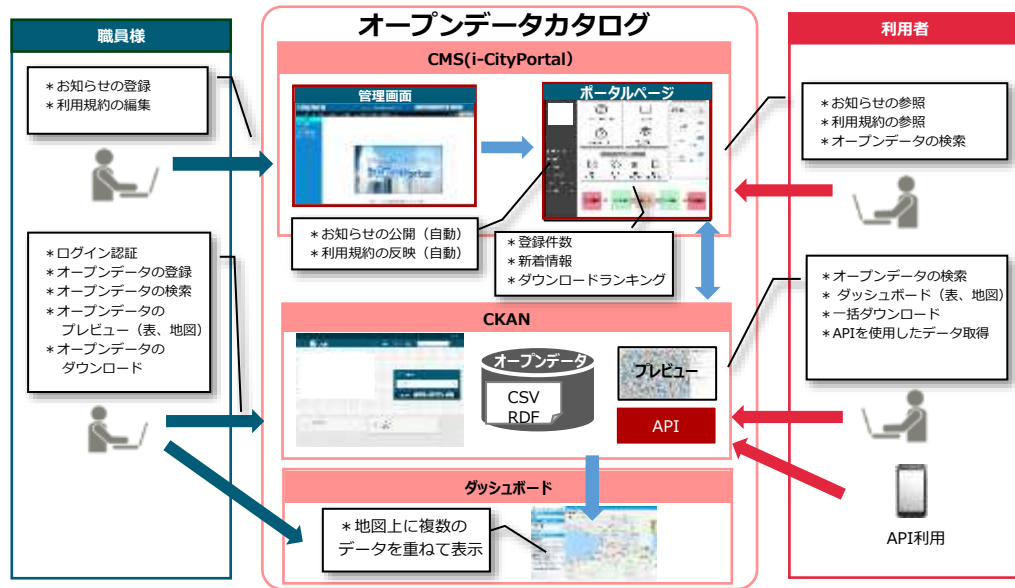 オープンデータカタログ
職員様
＊お知らせの登録
＊利用規約の編集
＊ログイン認証
＊オープンデータの登録
＊オープンデータの検索
＊オープンデータの
プレビュー（表、地図）
＊オープンデータの
ダウンロード
CMS(i-CityPortal）
管理画面
ポータルページ
＊お知らせの公開（自動）
＊利用規約の反映（自動）
＊登録件数
＊新着情報
＊ダウンロードランキング
CKAN
オープンデータ
CSV
RDF
プレビュー
API
ダッシュボード
＊地図上に複数の
データを重ねて表示
利用者
＊お知らせの参照
＊利用規約の参照
＊オープンデータの検索
＊オープンデータの検索
＊ ダッシュボード（表、地図）
＊一括ダウンロード
＊APIを使用したデータ取得
API利用